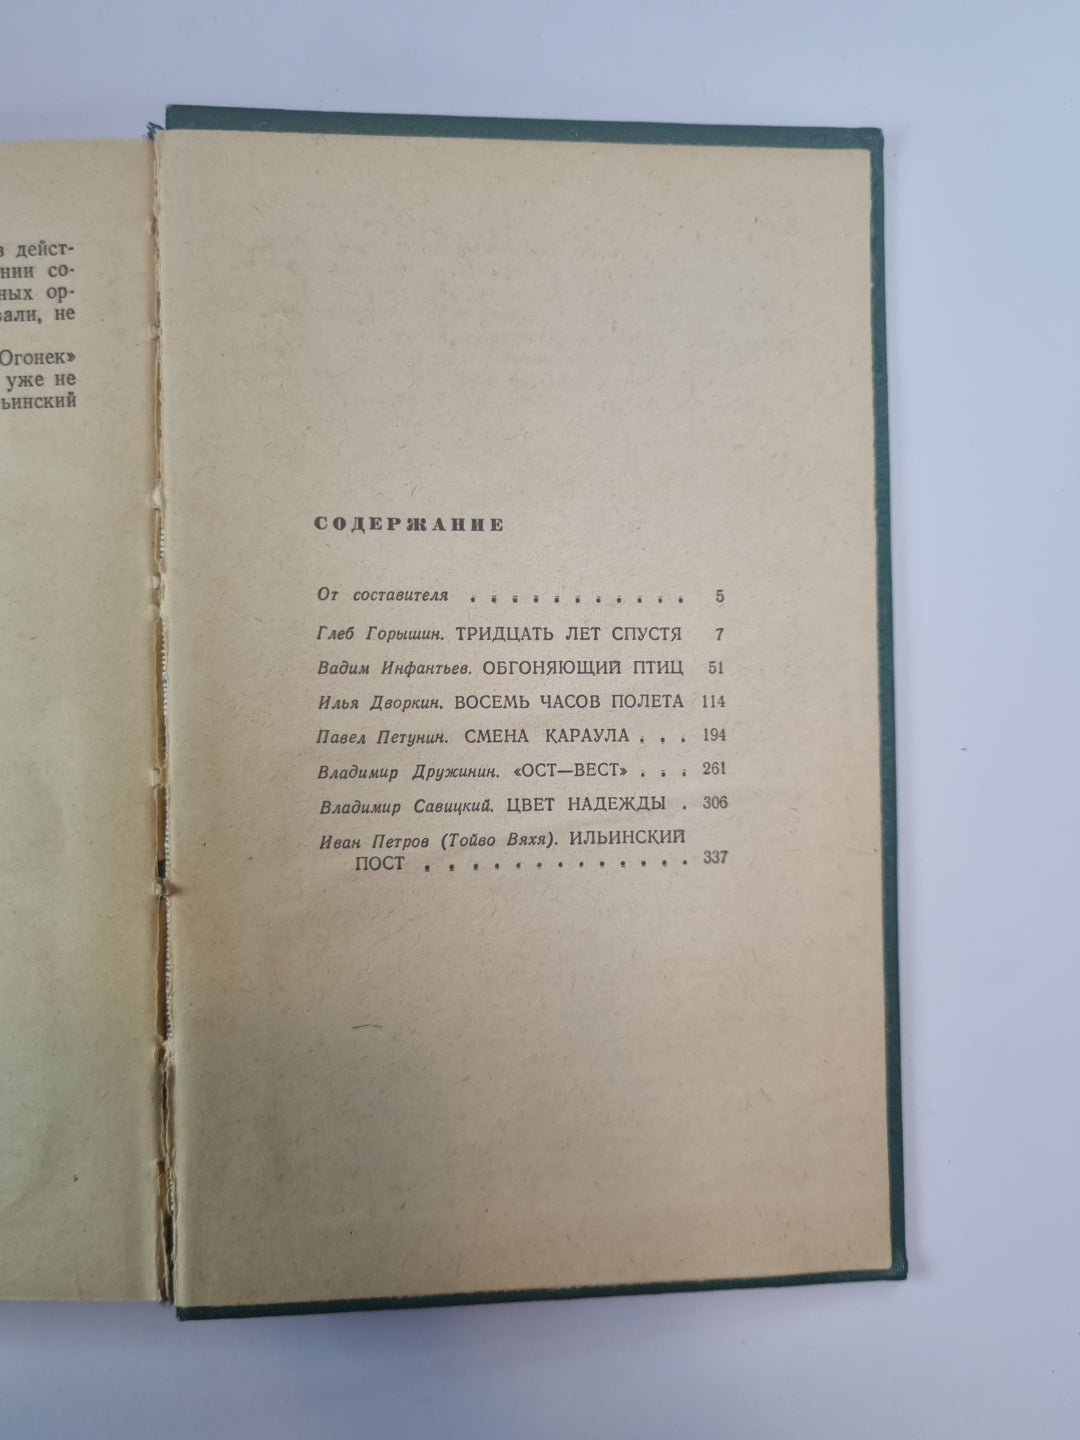 в дейст-
нии со-
ных ор-
вали, не
Огонек»
уже не
ьинский
СОДЕРЖАНИЕ
От составителя . . . . . . . . . . . 5
Глеб Горышин. ТРИДЦАТЬ ЛЕТ СПУСТЯ 7
Вадим Инфантьев. ОБГОНЯЮЩИЙ ПТИЦ 51
Илья Дворкин. ВОСЕМЬ ЧАСОВ ПОЛЕТА 114
Павел Петунин. СМЕНА КАРАУЛА . . . 194
Владимир Дружинин. «ОСТ—ВЕСТ» . . . 261
Владимир Савицкий. ЦВЕТ НАДЕЖДЫ . 306
Иван Петров (Тойво Вяхя). ИЛЬИНСКИЙ
ПОСТ . . . . . . . . . . . . . 337